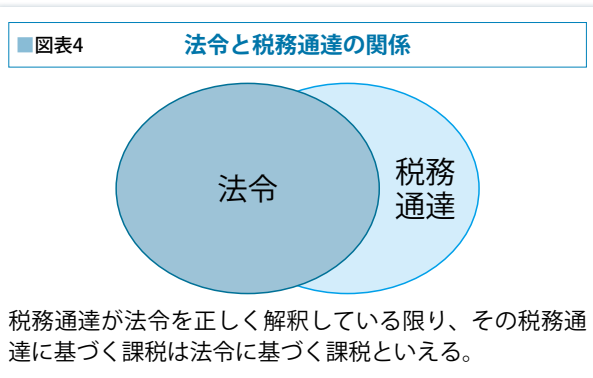 ■図表4 法令と税務通達の関係
法令
税務
通達
税務通達が法令を正しく解釈している限り、その税務通
達に基づく課税は法令に基づく課税といえる。